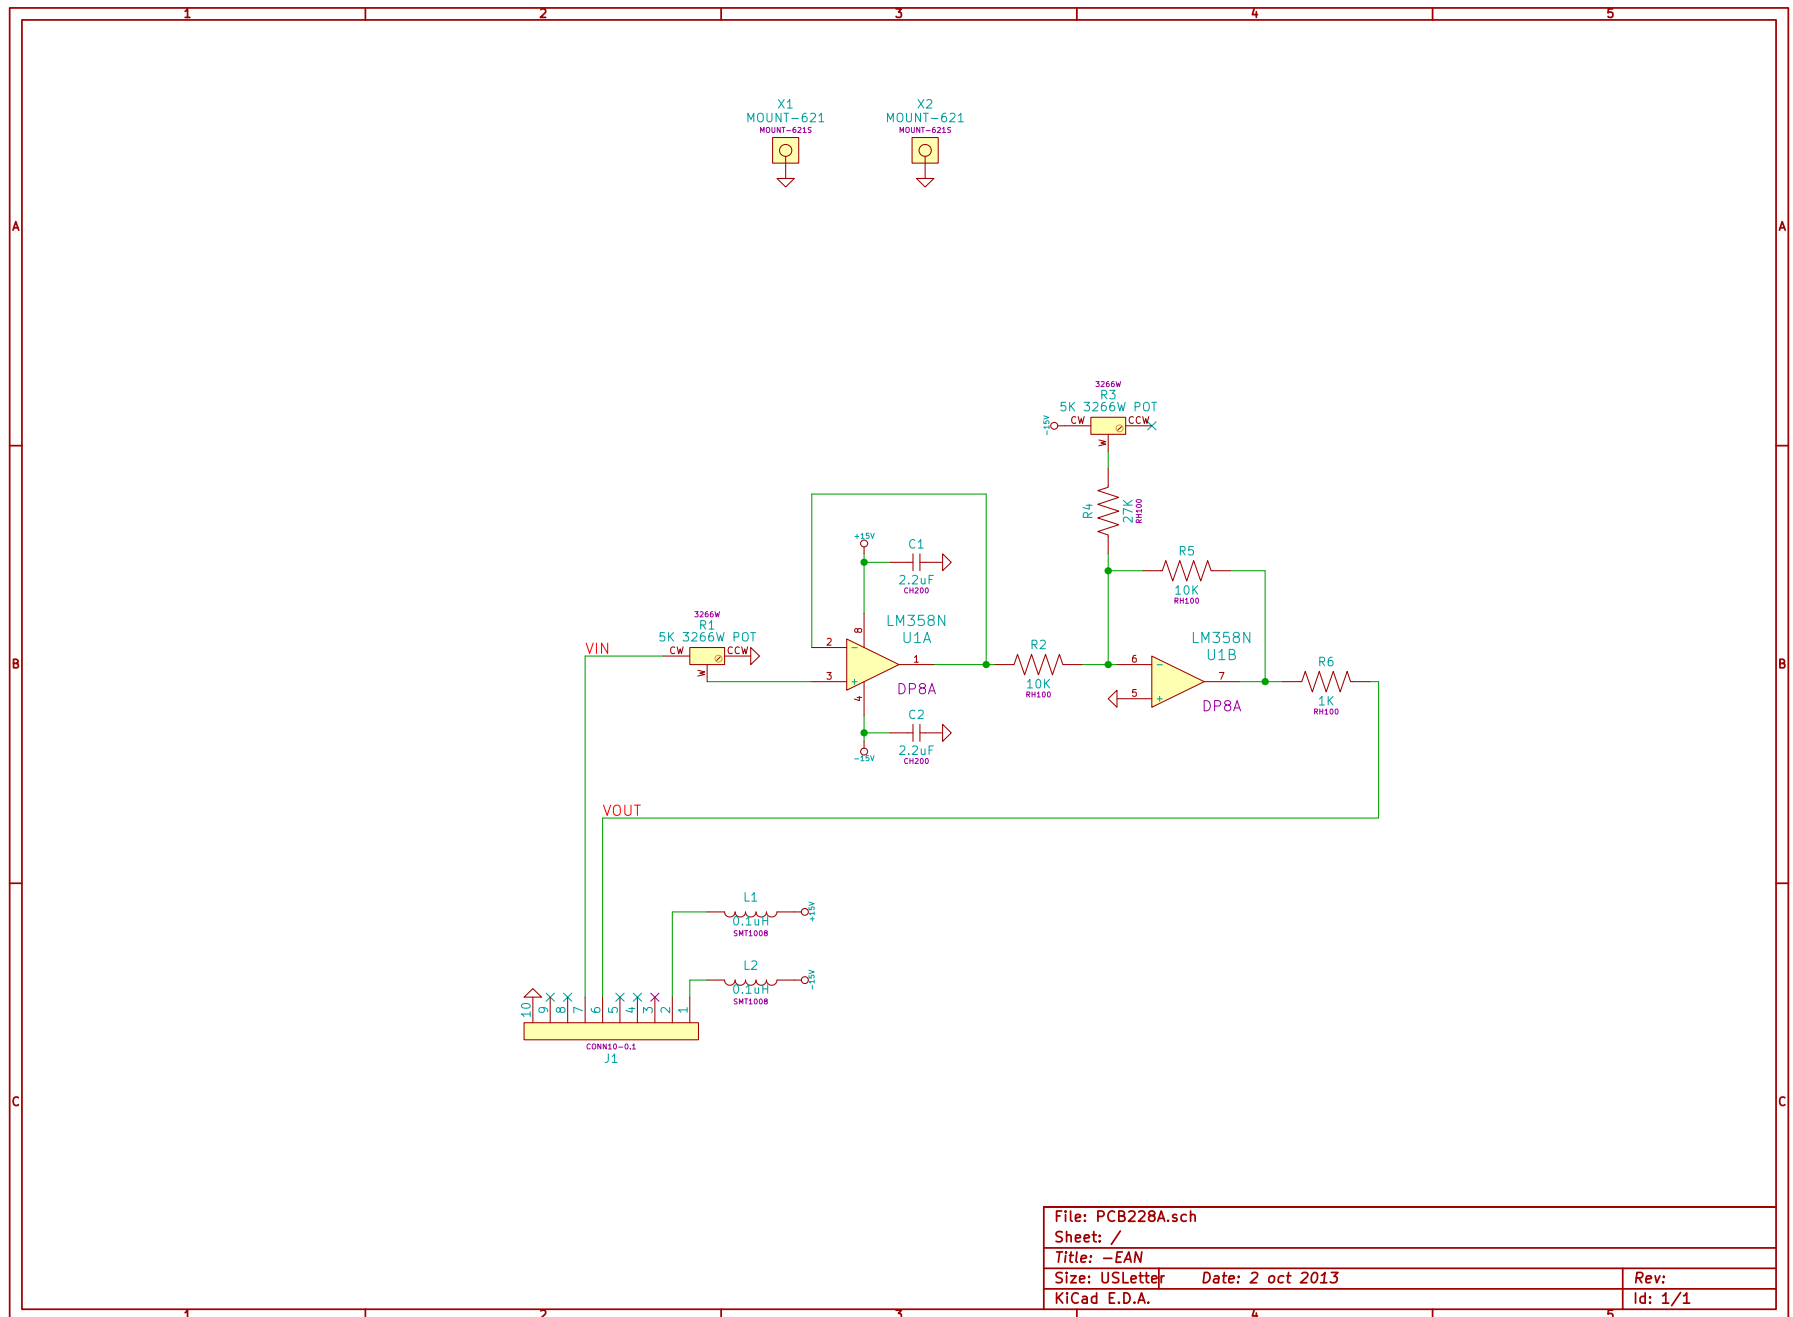 1 2 3 4 5
X1
MOUNT-621
MOUNT-621S
X2
MOUNT-621
MOUNT-621S
A A
3266W
R3
5K 3266W POT
-15V CW CCW
W
R4
27K
RH100
+15V
C1
2.2uF
CH200
R5
10K
RH100
3266W
R1
5K 3266W POT
VIN
CW CCW
W
LM358N
U1A
8
2 −
1
3 +
4
DP8A
R2
10K
RH100
LM358N
U1B
6 −
7
5 +
DP8A
R6
1K
RH100
B B
C2
2.2uF
CH200
-15V
VOUT
L1
0.1uH
SMT1008
+15V
L2
0.1uH
SMT1008
-15V
10 9 8 7 6 5 4 3 2 1
CONN10-0.1
J1
C C
File: PCB228A.sch
Sheet: /
Title: -EAN
Size: USLetter Date: 2 oct 2013 Rev:
KiCad E.D.A. Id: 1/1
1 2 3 4 5